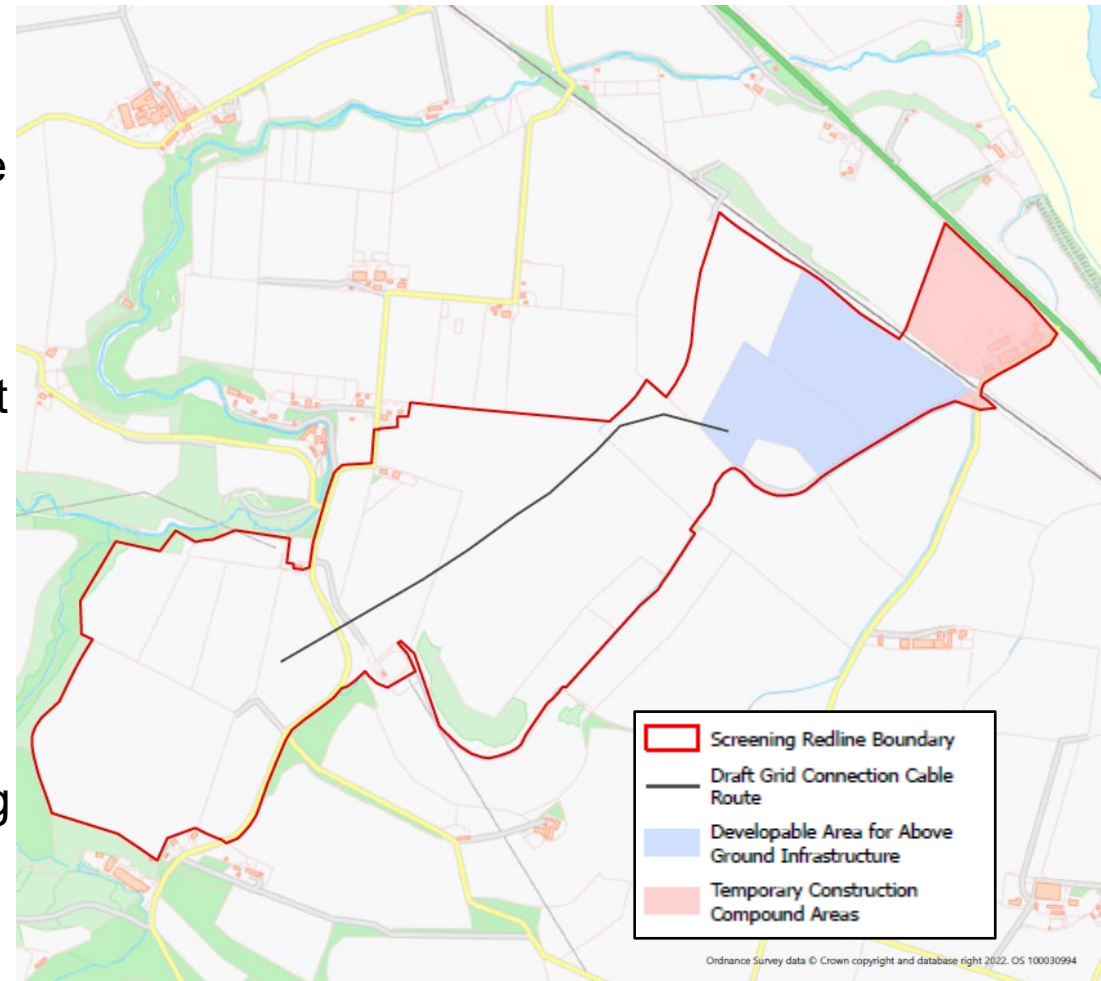 e
t
g
Screening Redline Boundary
Draft Grid Connection Cable
Route
Developable Area for Above
Ground Infrastructure
Temporary Construction
Compound Areas
Ordnance Survey data © Crown copyright and database right 2022. OS 100030994